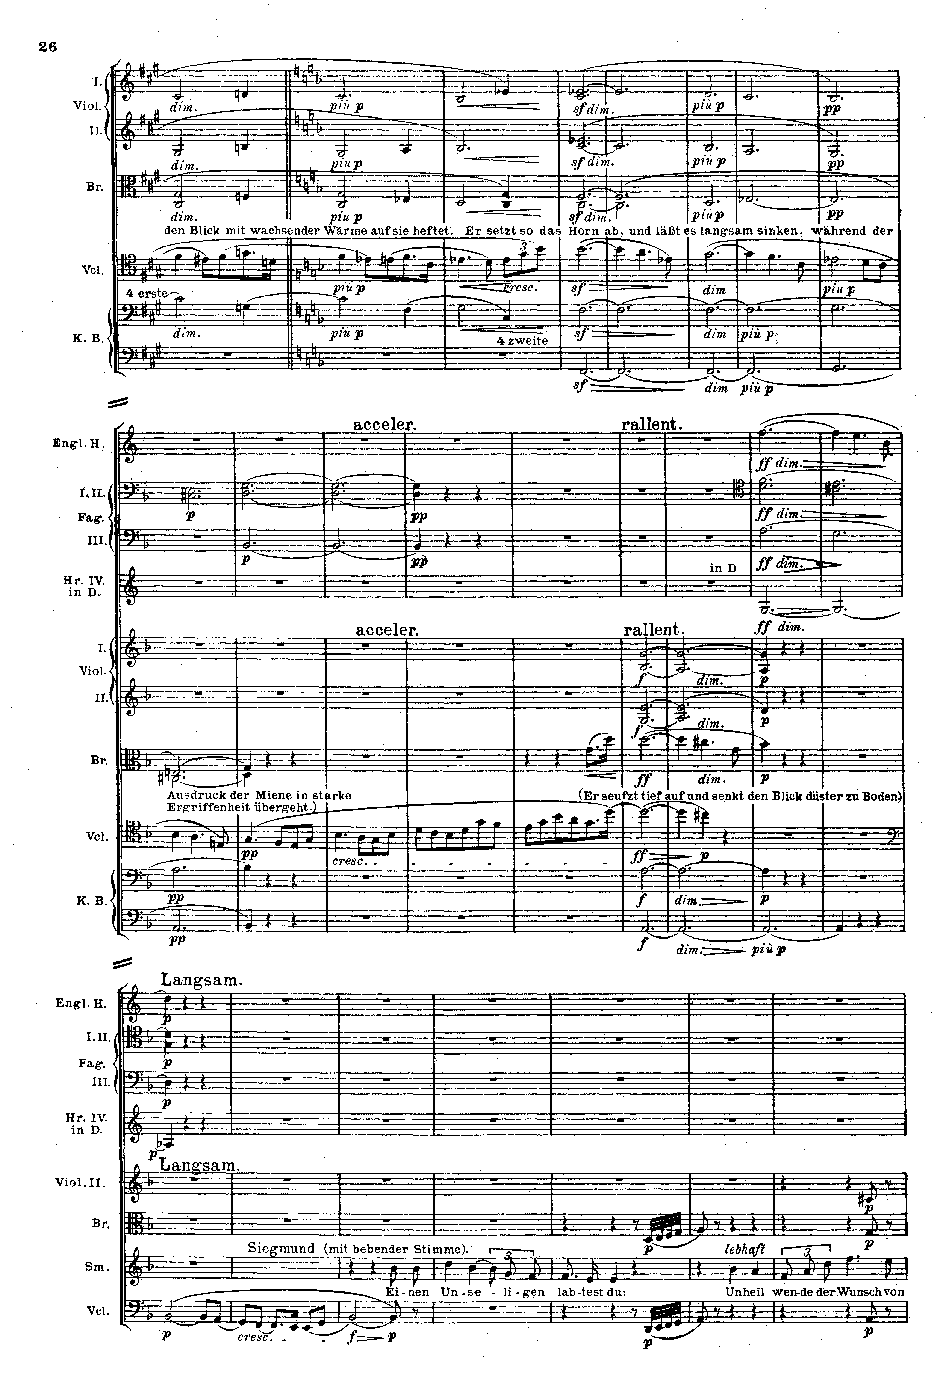 26
I.
Viol.
dim. più p sf dim. più p pp
II.
dim. più p sf dim. più p pp
Br.
dim. più p sf dim. più p pp
den Blick mit wachsender Wärme auf sie heftet. Er setzt so das Horn ab, und läßt es langsam sinken, während der
Vcl.
3
più p cresc. sf dim più p
4 erste
dim. più p sf dim più p
K. B.
4 zweite
sf dim più p
acceler. rallent.
Engl. H.
ff dim.
I. II.
p pp ff dim.
Fag.
III.
p pp ff dim.
in D
Hr. IV.
in D.
ff dim.
acceler. rallent.
I.
f dim. p
Viol.
II.
f dim. p
Br.
ff dim. p
Ausdruck der Miene in starke (Er seufzt tief auf und senkt den Blick düster zu Boden)
Ergriffenheit übergeht.)
Vcl.
pp cresc. ff p
K. B.
pp f dim. p
pp f dim. più p
Langsam.
Engl. H.
p
I. II.
p
Fag.
III.
p
Hr. IV.
in D.
p
Langsam.
Viol. II.
p
Br.
p p
Siegmund (mit bebender Stimme). lebhaft
Sm.
3 3
Ei - nen Un - se - li - gen lab - test du: Unheil wen-de der Wunsch von
Vcl.
p cresc. f p p p